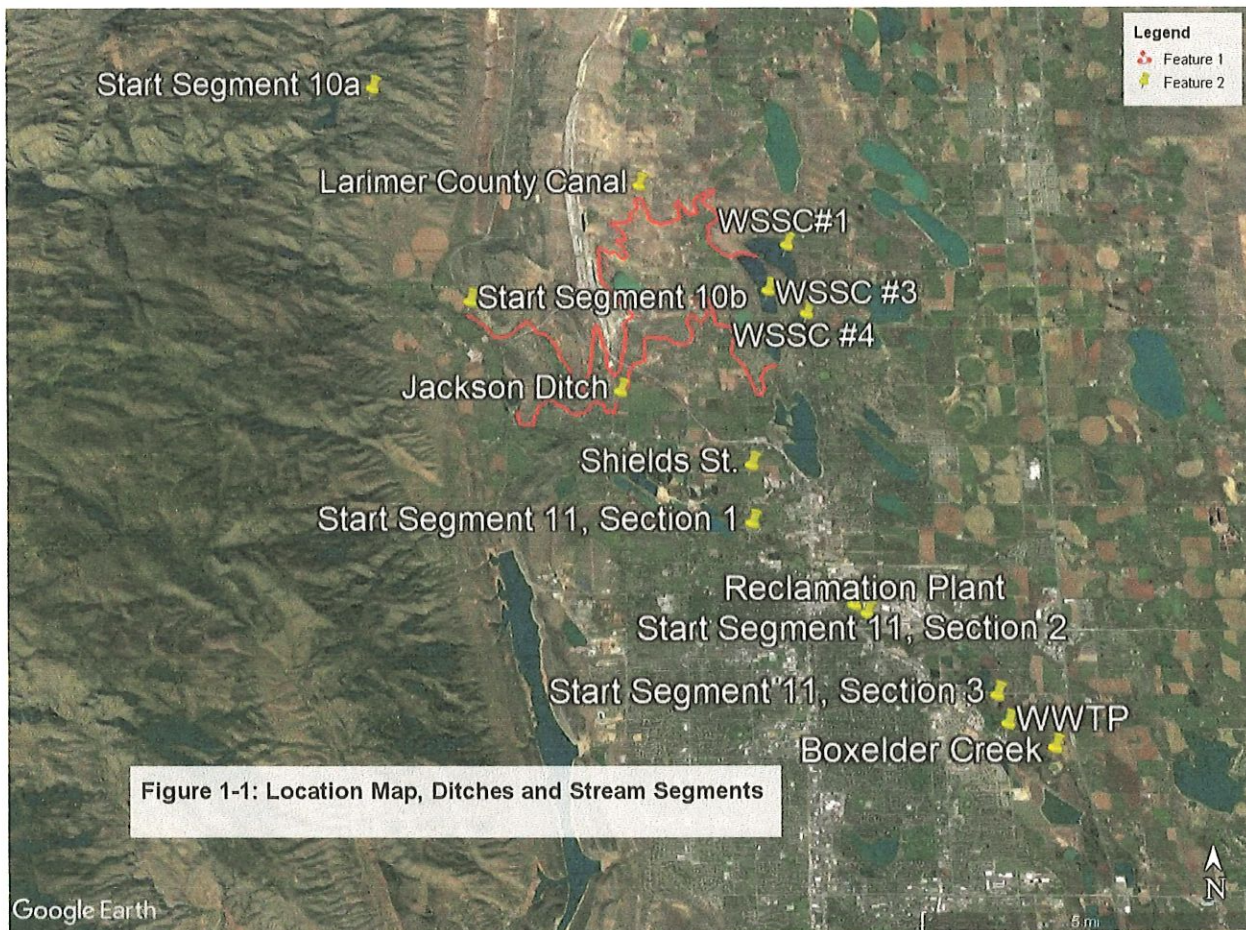 Legend
Feature 1
Feature 2
Start Segment 10a
Larimer County Canal
WSSC#1
Start Segment 10b
WSSC #3
WSSC #4
Jackson Ditch
Shields St.
Start Segment 11, Section 1
Reclamation Plant
Start Segment 11, Section 2
Start Segment 11, Section 3
WWTP
Boxelder Creek
Figure 1-1: Location Map, Ditches and Stream Segments
N
Google Earth
5 mi